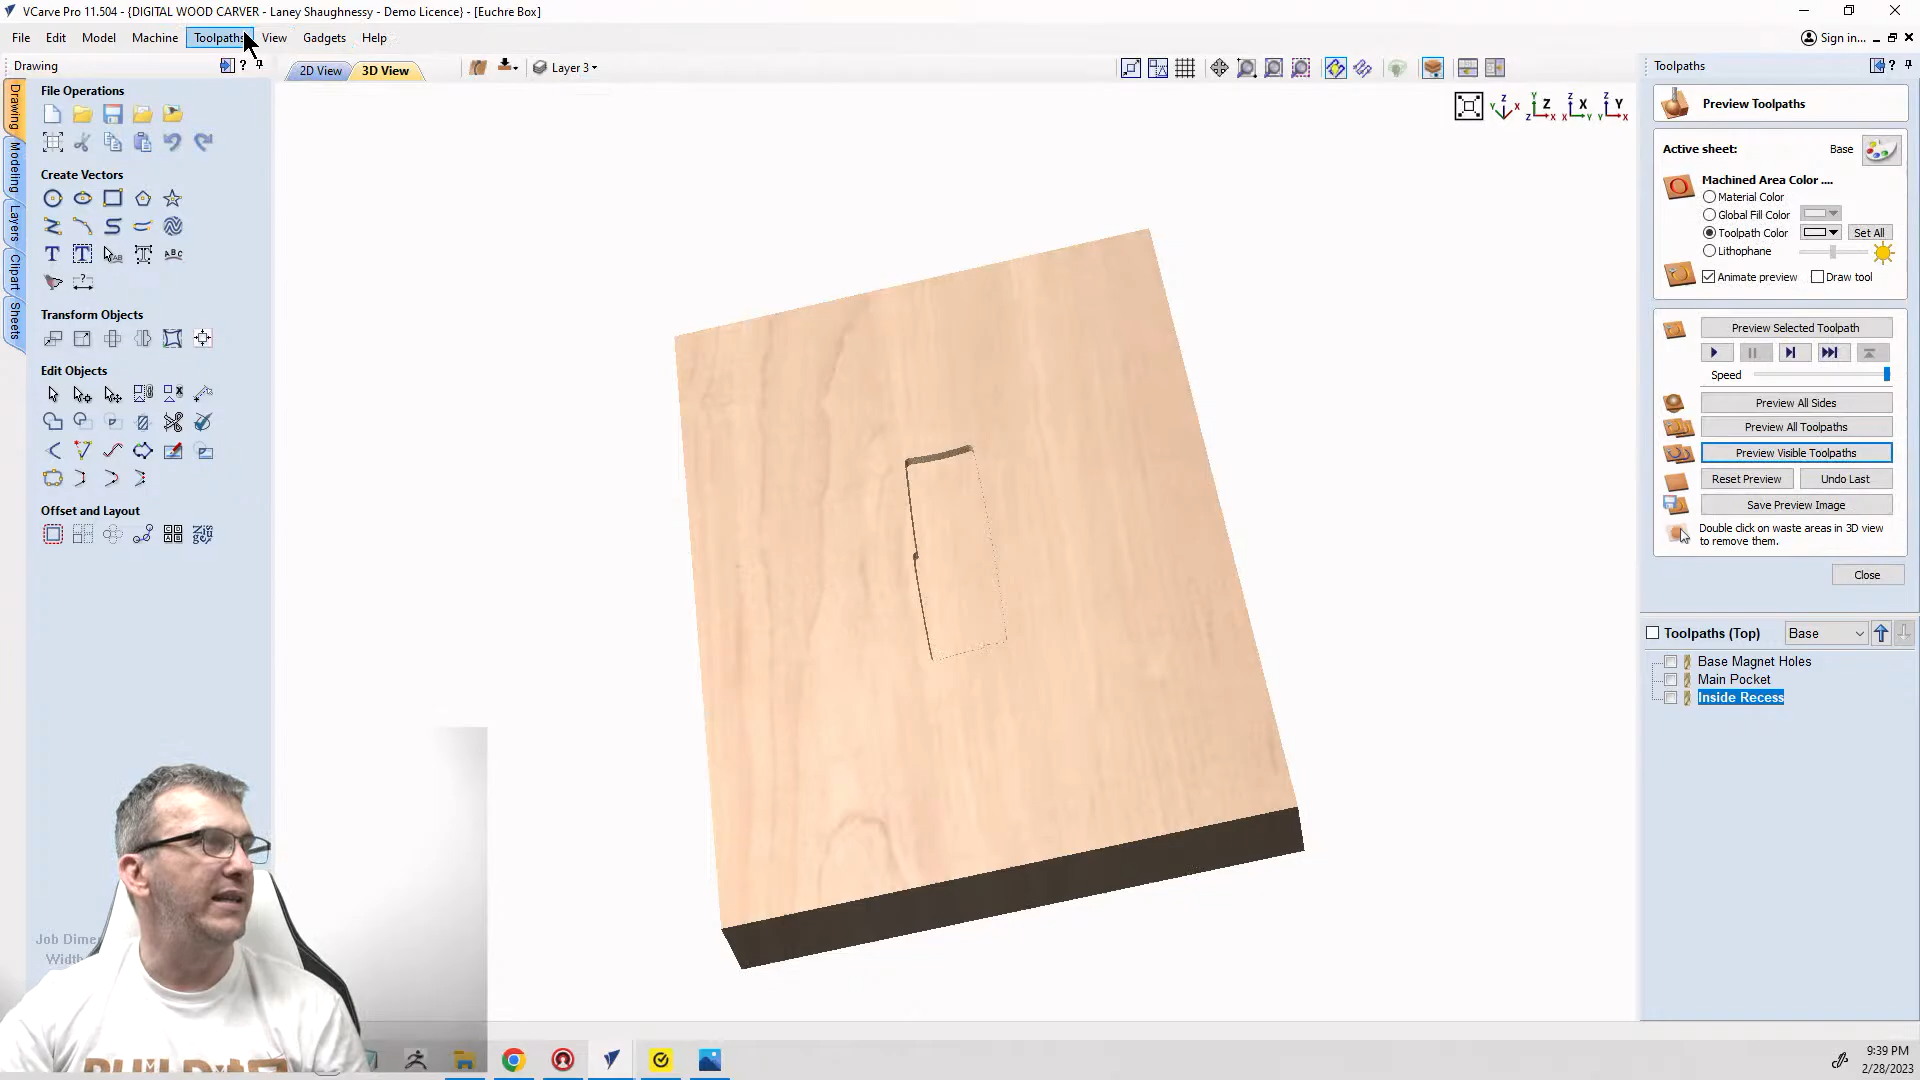 VCarve Pro 11.504 - {DIGITAL WOOD CARVER - Laney Shaughnessy - Demo Licence} - [Euchre Box]
File Edit Model Machine Toolpaths View Gadgets Help
Sign in...
Drawing
2D View
3D View
Layer 3
Toolpaths
Drawing
Modeling
Layers
Clipart
Sheets
File Operations
Create Vectors
Transform Objects
Edit Objects
Offset and Layout
Job Dime
Width
Preview Toolpaths
Active sheet: Base
Machined Area Color ....
Material Color
Global Fill Color
Toolpath Color
Set All
Lithophane
Animate preview
Draw tool
Preview Selected Toolpath
Speed
Preview All Sides
Preview All Toolpaths
Preview Visible Toolpaths
Reset Preview
Undo Last
Save Preview Image
Double click on waste areas in 3D view
to remove them.
Close
Toolpaths (Top)
Base
Base Magnet Holes
Main Pocket
Inside Recess
9:39 PM
2/28/2023